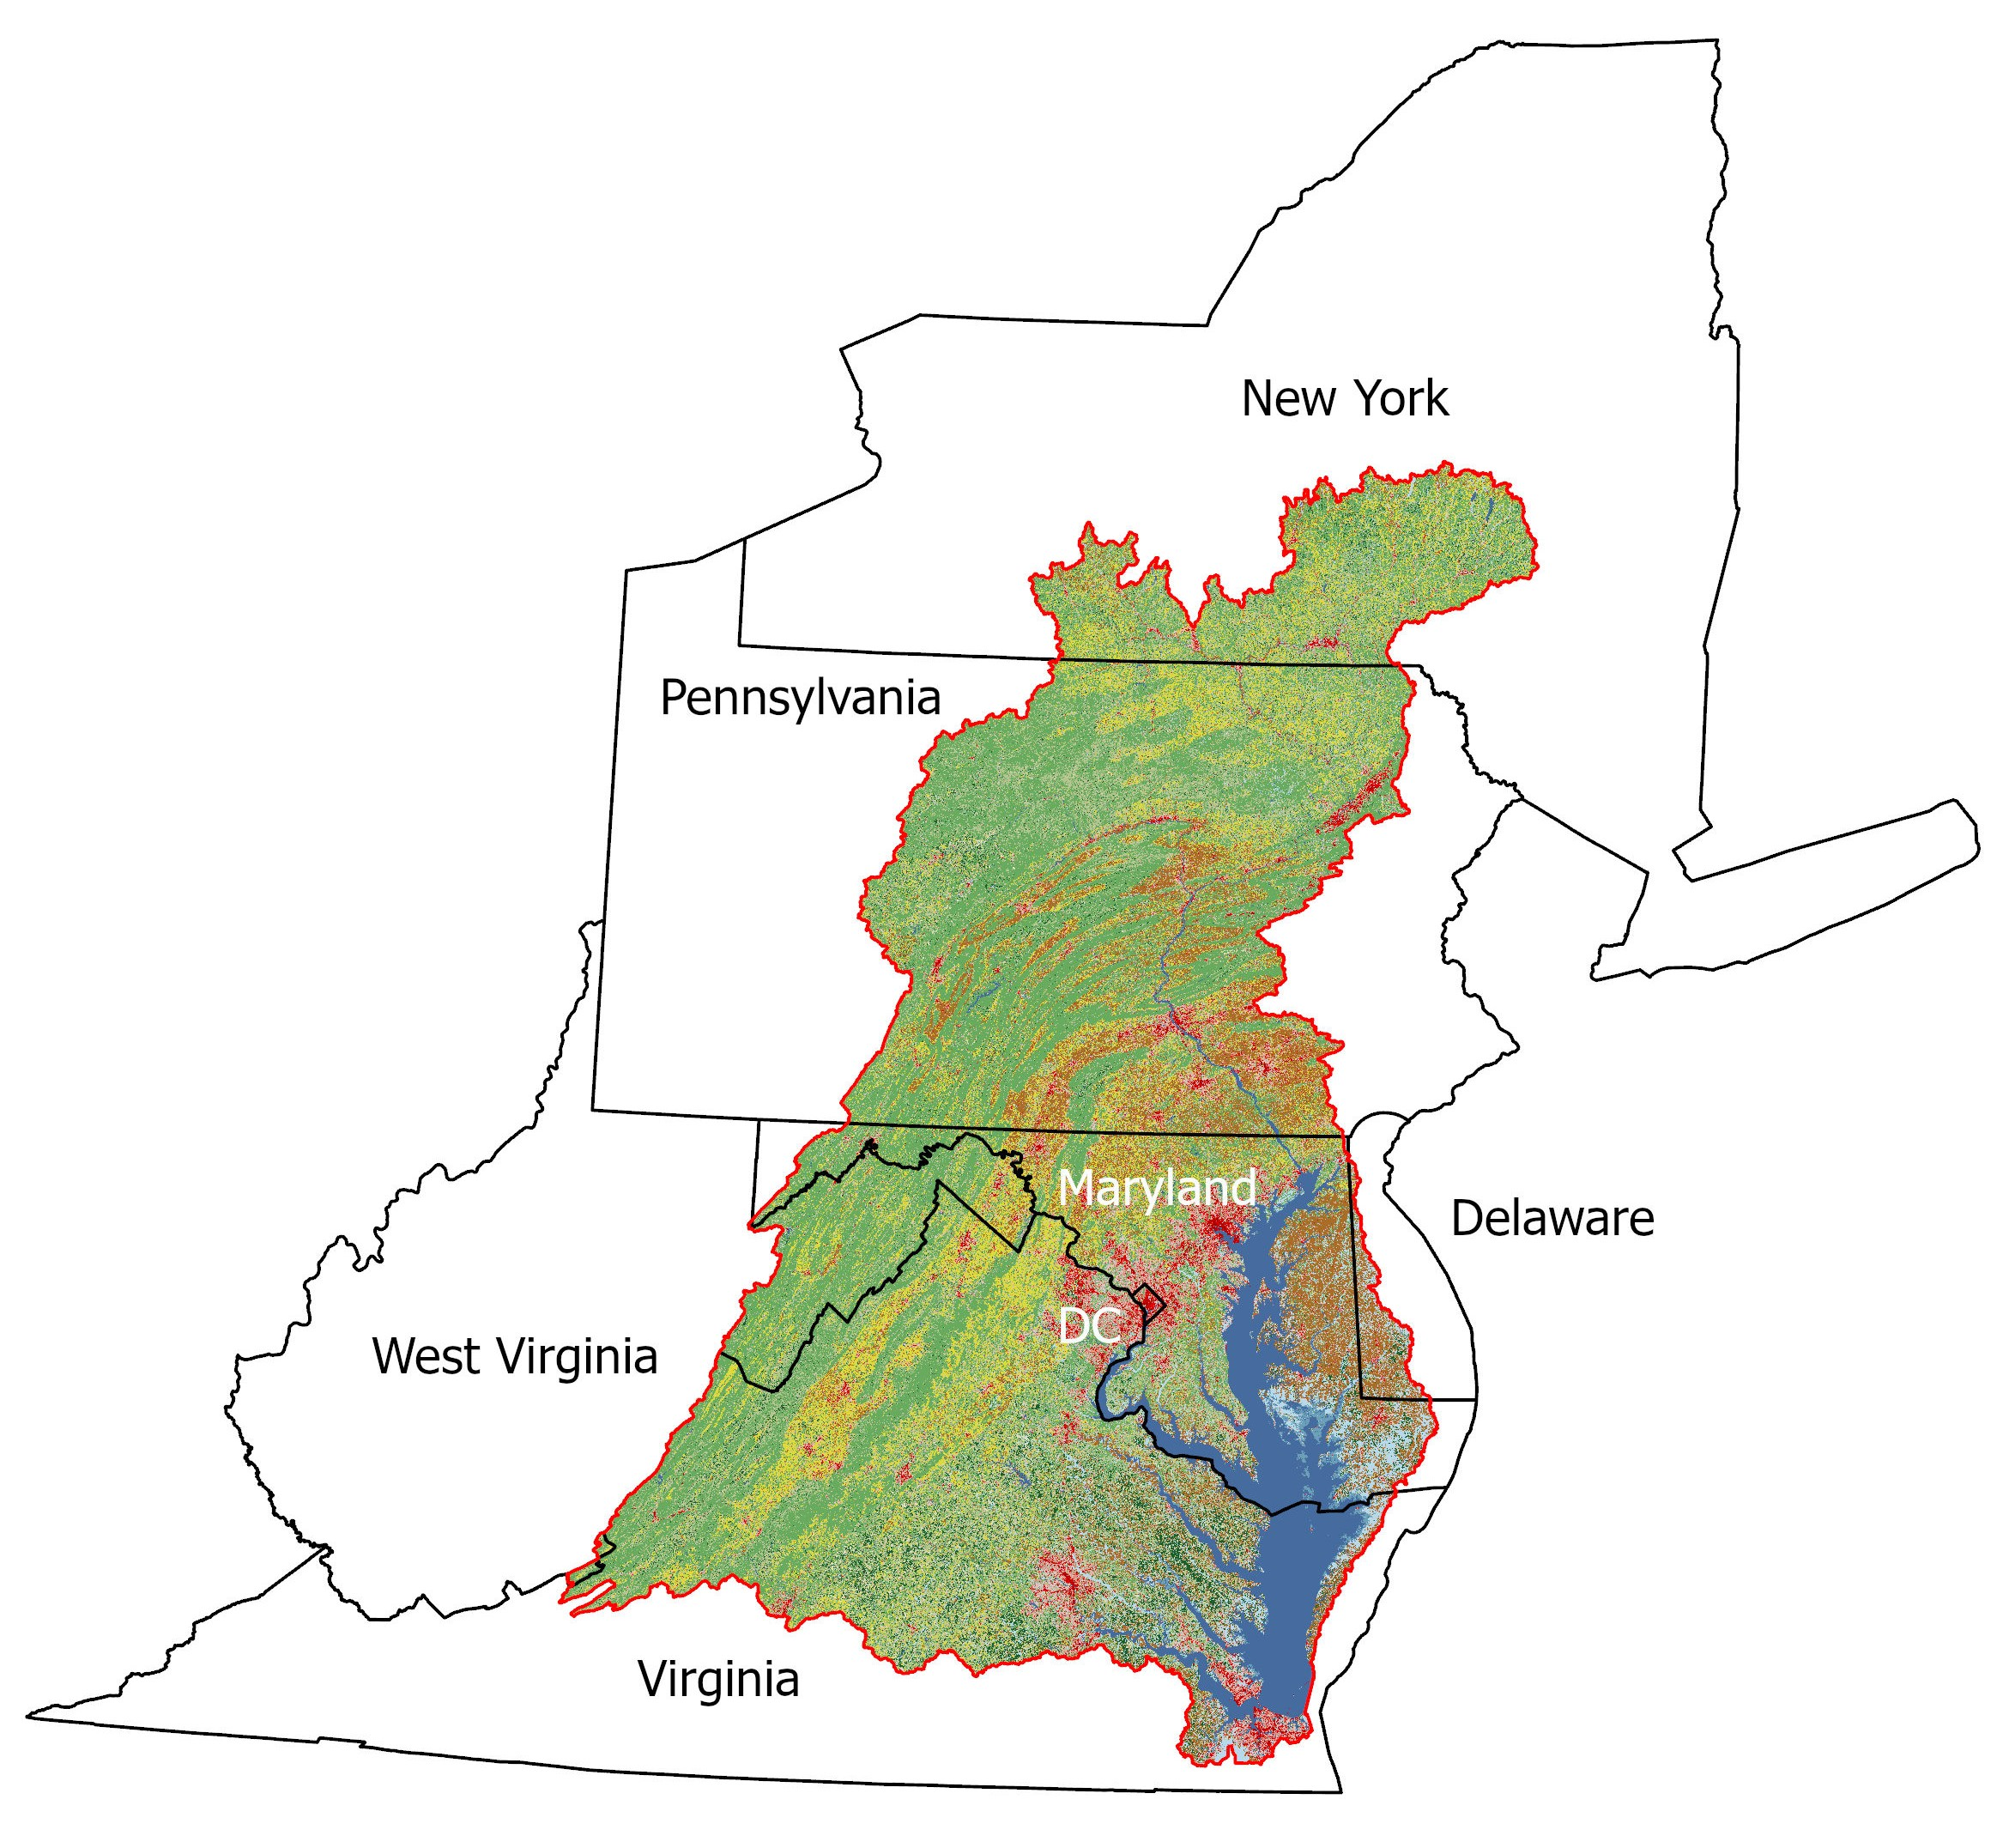 New York
Pennsylvania
Maryland
Delaware
DC
West Virginia
Virginia